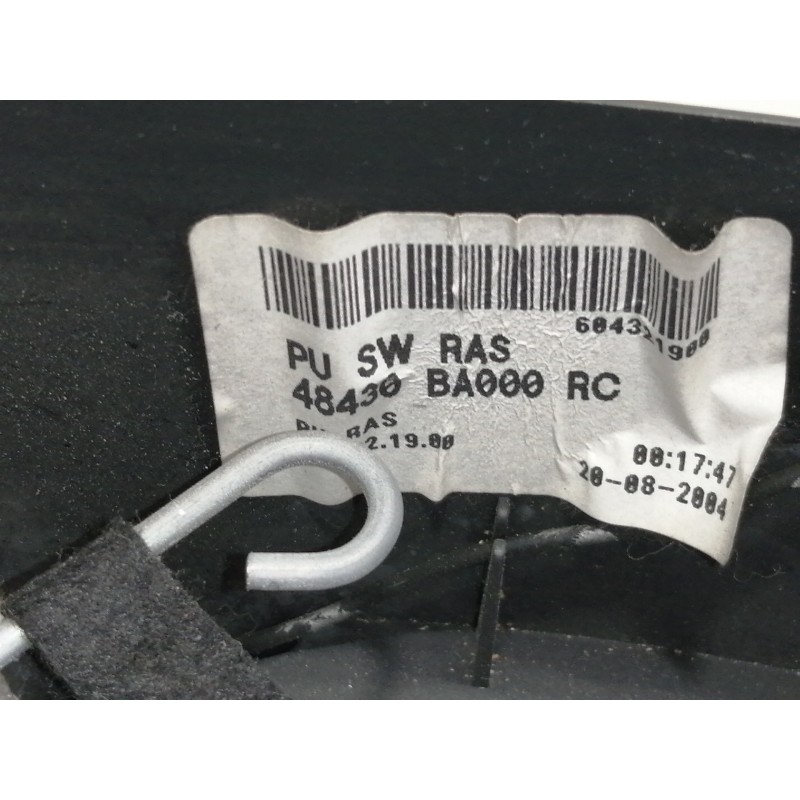 604321900
PU SW RAS
48430 BA000 RC
RAS
2.19.00
00:17:47
20-08-2004